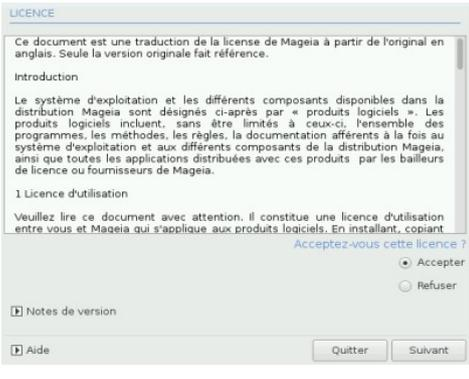 LICENCE
Ce document est une traduction de la license de Mageia à partir de l'original en
anglais. Seule la version originale fait référence.
Introduction
Le système d'exploitation et les différents composants disponibles dans la
distribution Mageia sont désignés ci-après par « produits logiciels ». Les
produits logiciels incluent, sans être limités à ceux-ci, l'ensemble des
programmes, les méthodes, les règles, la documentation afférents à la fois au
système d'exploitation et aux différents composants de la distribution Mageia,
ainsi que toutes les applications distribuées avec ces produits par les bailleurs
de licence ou fournisseurs de Mageia.
1 Licence d'utilisation
Veuillez lire ce document avec attention. Il constitue une licence d'utilisation
entre vous et Mageia qui s'applique aux produits logiciels. En installant, copiant
Acceptez-vous cette licence ?
Accepter
Refuser
Notes de version
Aide
Quitter
Suivant